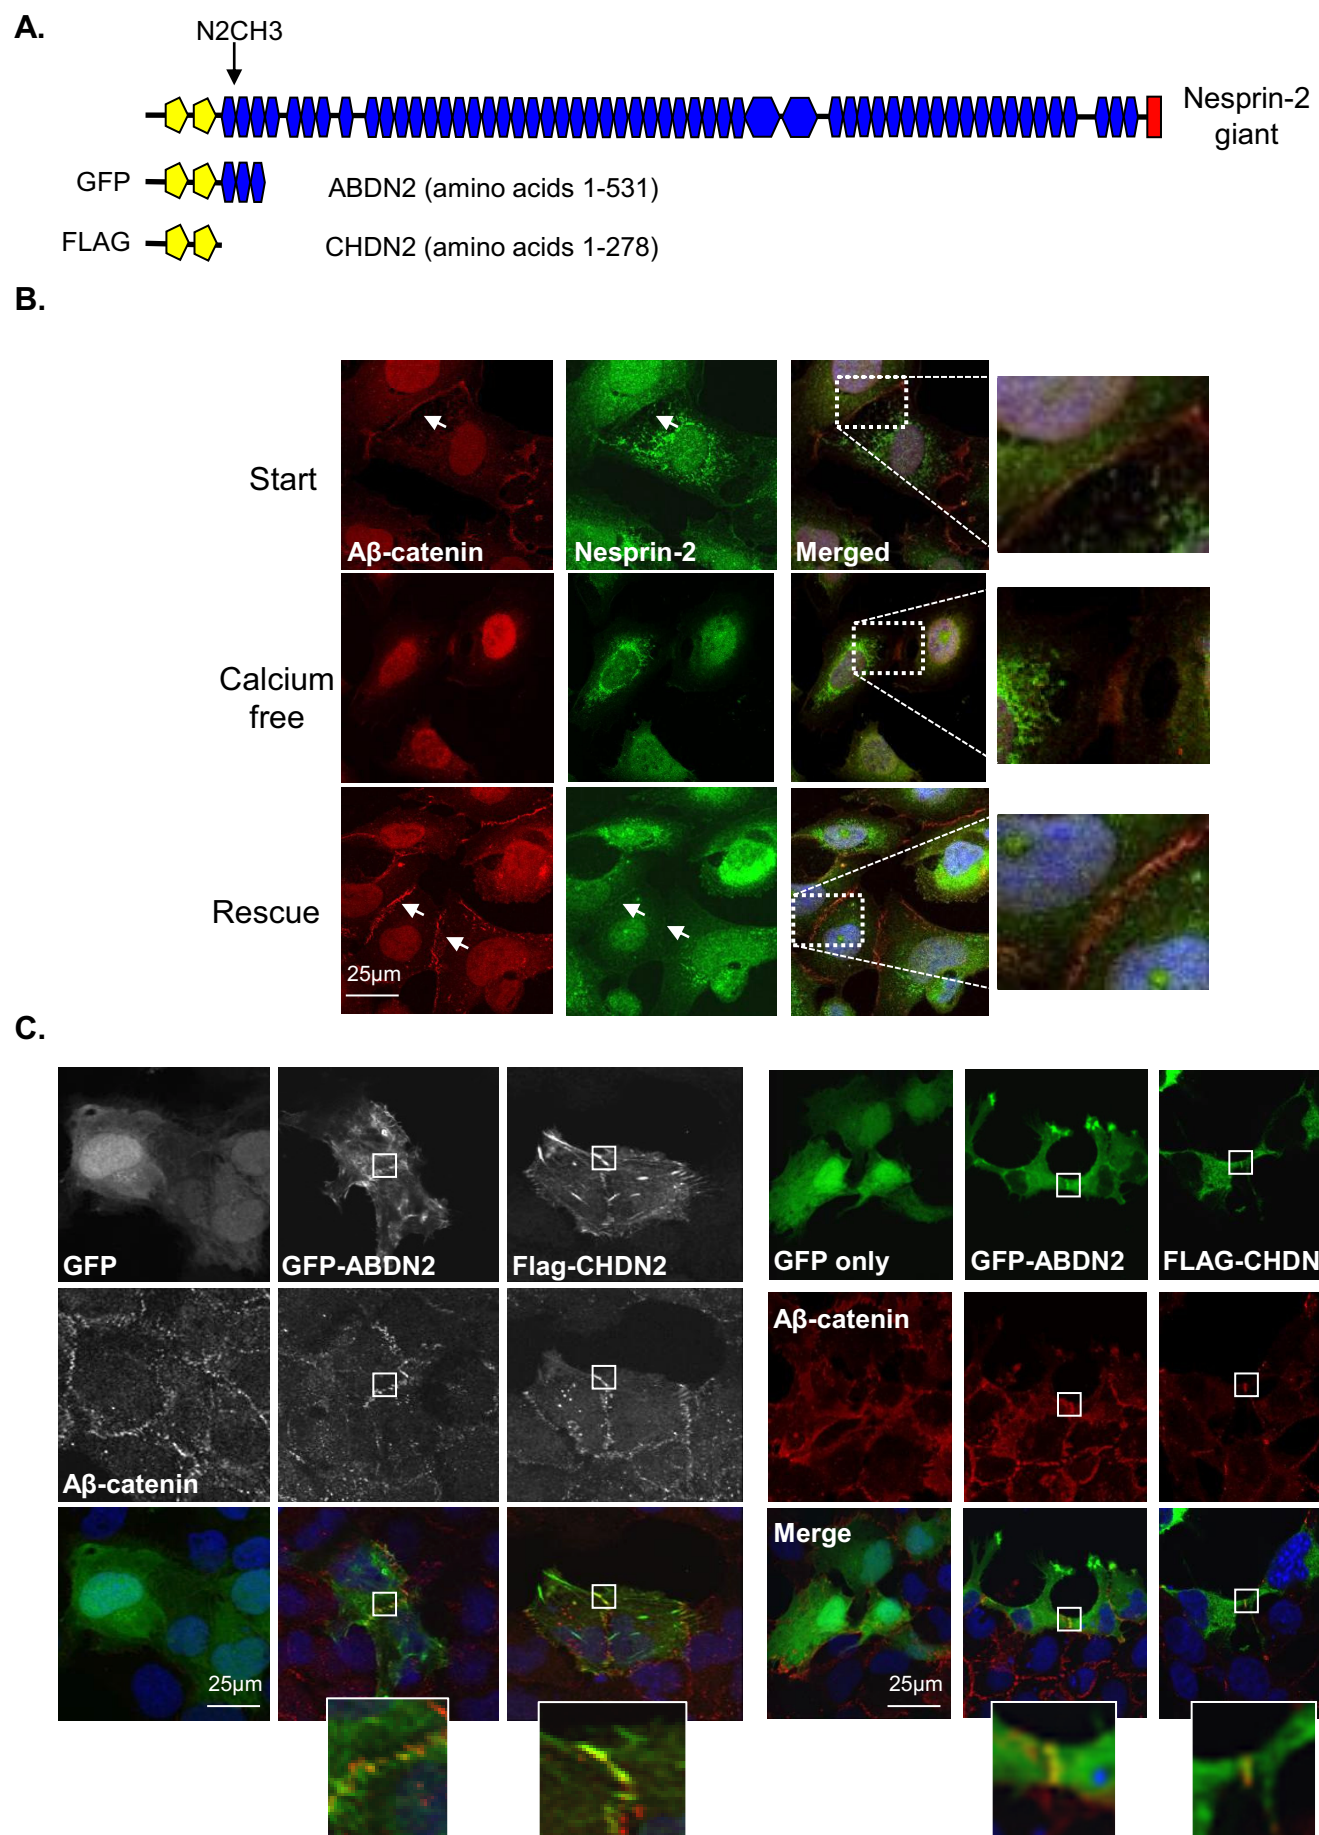 A.
N2CH3
Nesprin-2
giant
GFP
ABDN2 (amino acids 1-531)
FLAG
CHDN2 (amino acids 1-278)
B.
Start
Aβ-catenin
Nesprin-2
Merged
Calcium
free
Rescue
25μm
C.
GFP
GFP-ABDN2
Flag-CHDN2
GFP only
GFP-ABDN2
FLAG-CHDN
Aβ-catenin
Aβ-catenin
Merge
25μm
25μm